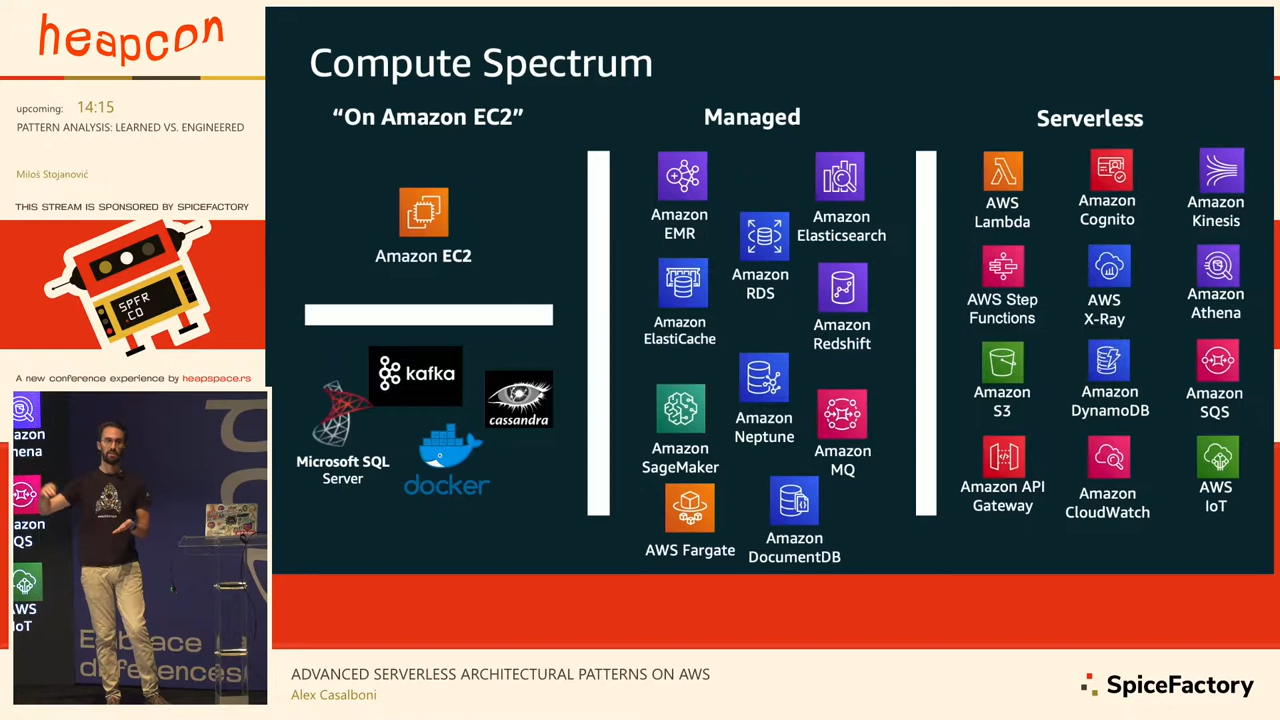 heapcon
upcoming: 14:15
PATTERN ANALYSIS: LEARNED VS. ENGINEERED
Miloš Stojanović
THIS STREAM IS SPONSORED BY SPICEFACTORY
SPFR
.CO
A new conference experience by heapspace.rs
Compute Spectrum
“On Amazon EC2”
Amazon EC2
kafka
cassandra
Microsoft SQL
Server
docker
Managed
Amazon
EMR
Amazon
Elasticsearch
Amazon
RDS
Amazon
ElastiCache
Amazon
Redshift
Amazon
Neptune
Amazon
SageMaker
Amazon
MQ
AWS Fargate
Amazon
DocumentDB
Serverless
AWS
Lambda
Amazon
Cognito
Amazon
Kinesis
AWS Step
Functions
AWS
X-Ray
Amazon
Athena
Amazon
S3
Amazon
DynamoDB
Amazon
SQS
Amazon API
Gateway
Amazon
CloudWatch
AWS
IoT
azon
hena
azon
QS
WS
IoT
Embrace
differences
ADVANCED SERVERLESS ARCHITECTURAL PATTERNS ON AWS
Alex Casalboni
SpiceFactory